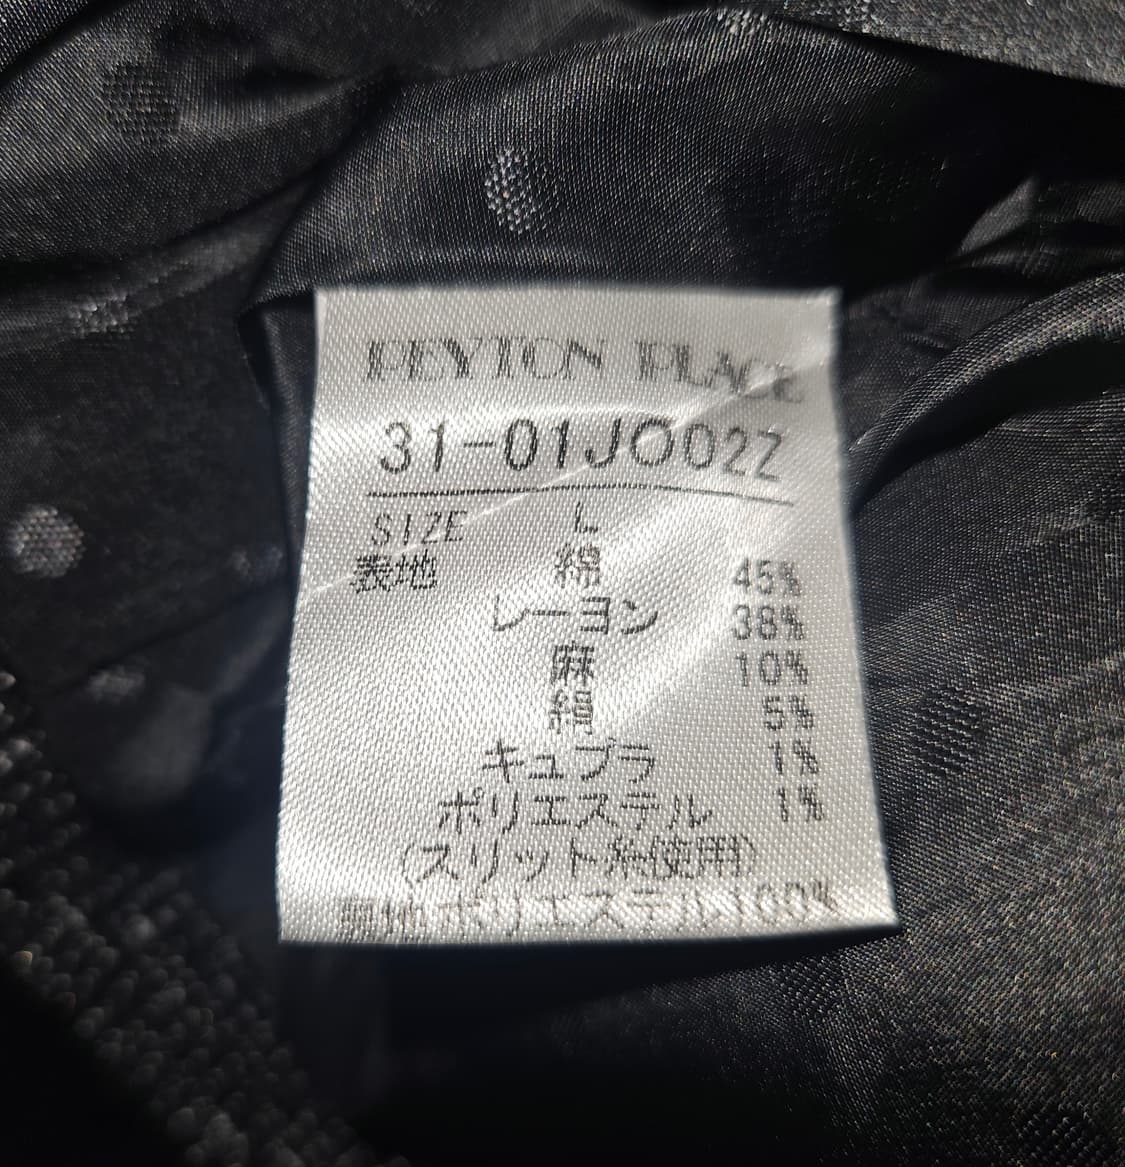 PEYTON PLACE
31-01JO02Z
SIZE L
表地 綿 45%
レーヨン 38%
麻 10%
絹 5%
キュプラ 1%
ポリエステル 1%
(スリット糸使用)
胴地 ポリエステル100%